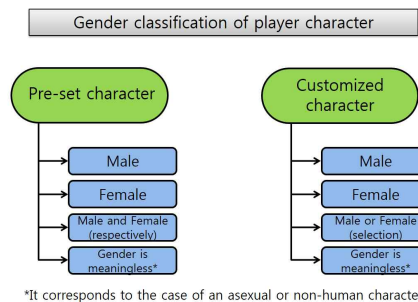 Gender classification of player character
Pre-set character
Male
Female
Male and Female
(respectively)
Gender is
meaningless*
Customized
character
Male
Female
Male or Female
(selection)
Gender is
meaningless*
*It corresponds to the case of an asexual or non-human characte